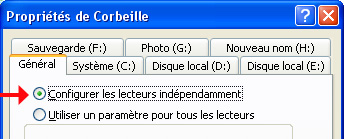 Propriétés de Corbeille
Sauvegarde (F:) Photo (G:) Nouveau nom (H:)
Général Système (C:) Disque local (D:) Disque local (E:)
Configurer les lecteurs indépendamment
Utiliser un paramètre pour tous les lecteurs